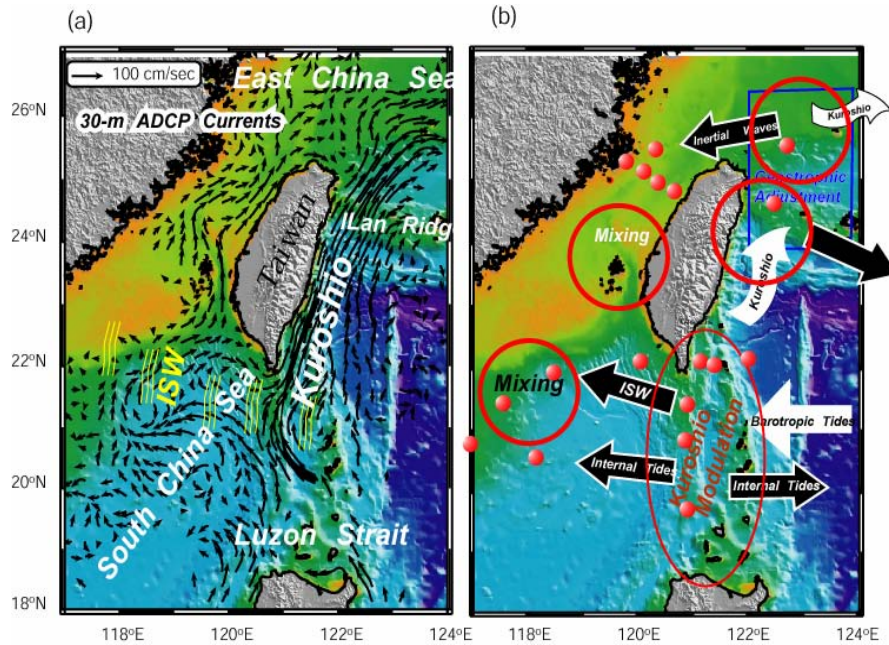 (a)
100 cm/sec
East China Sea
30-m ADCP Currents
26°N
24°N
22°N
20°N
18°N
Taiwan
ILan Ridg
Kuroshio
ISW
South China Sea
Luzon Strait
118°E
120°E
122°E
124°E
(b)
Kuroshio
Inertial Waves
Geostrophic
Adjustment
Mixing
Kuroshio
Mixing
ISW
Barotropic Tides
Kuroshio
Modulation
Internal Tides
Internal Tides
118°E
120°E
122°E
124°E